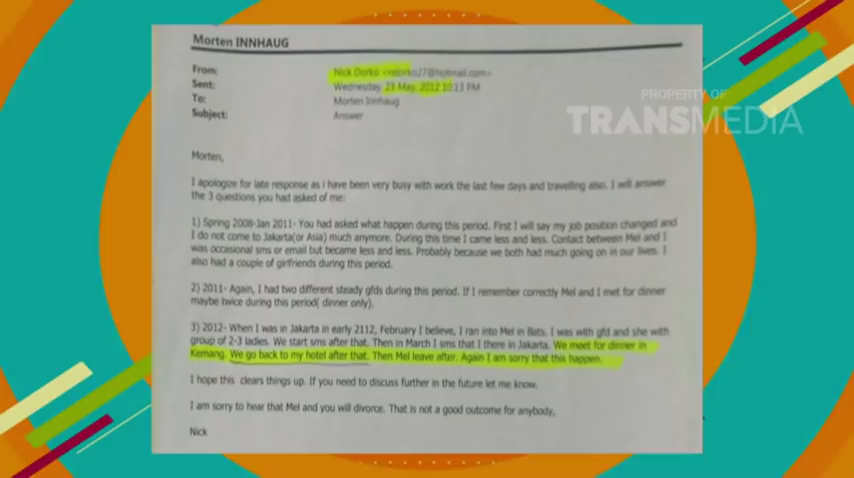 Morten INNHAUG
From: Nick Dorko <ndorko27@hotmail.com>
Sent: Wednesday, 23 May, 2012 10:11 PM
To: Morten Innhaug
Subject: Answer
PROPERTY OF
TRANSMEDIA
Morten,
I apologize for late response as i have been very busy with work the last few days and travelling also. I will answer
the 3 questions you had asked of me:
1) Spring 2008-Jan 2011- You had asked what happen during this period. First I will say my job position changed and
I do not come to Jakarta(or Asia) much anymore. During this time I came less and less. Contact between Mel and I
was occasional sms or email but became less and less. Probably because we both had much going on in our lives. I
also had a couple of girlfriends during this period.
2) 2011- Again, I had two different steady gfds during this period. If I remember correctly Mel and I met for dinner
maybe twice during this period( dinner only).
3) 2012- When I was in Jakarta in early 2112, February I believe, I ran into Mel in Bats. I was with gfd and she with
group of 2-3 ladies. We start sms after that. Then in March I sms that I there in Jakarta. We meet for dinner in
Kemang. We go back to my hotel after that. Then Mel leave after. Again I am sorry that this happen.
I hope this clears things up. If you need to discuss further in the future let me know.
I am sorry to hear that Mel and you will divorce. That is not a good outcome for anybody,
Nick